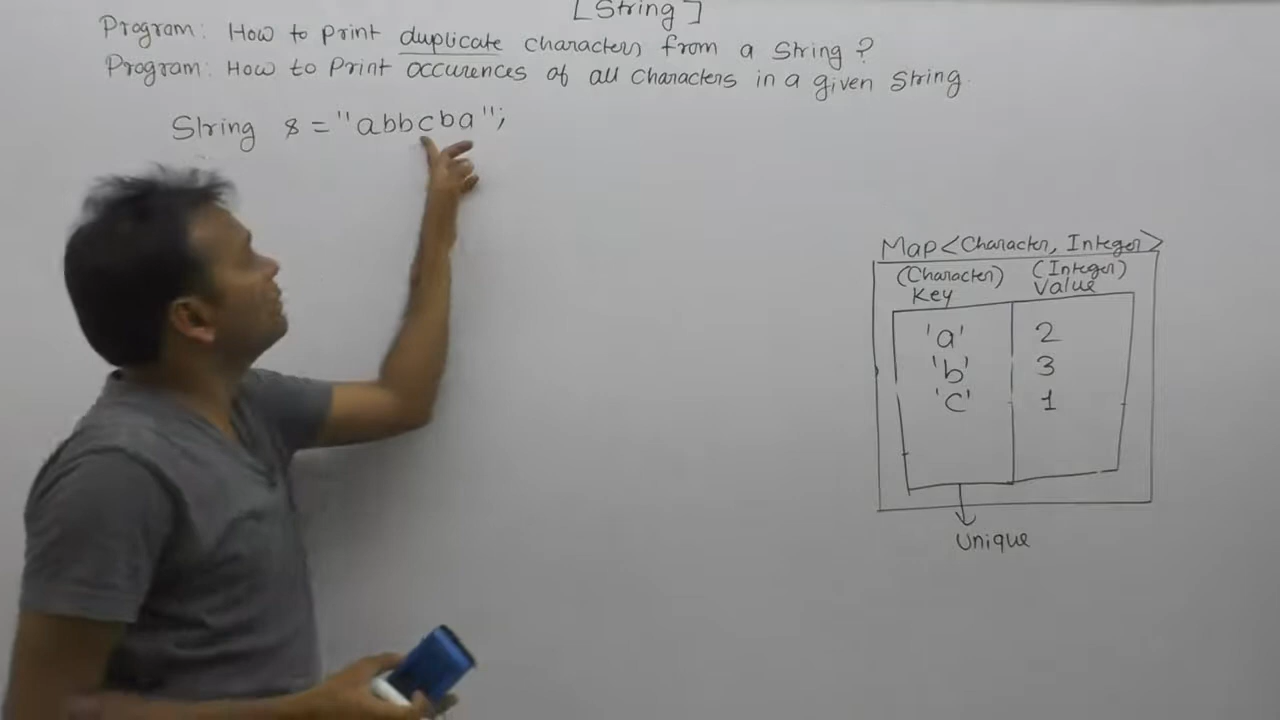 [String]
Program: How to print duplicate characters from a String?
Program: How to Print occurences of all characters in a given String.
String s = "abbcba";
Map<Character, Integer>
(Character) (Integer)
Key Value
'a' 2
'b' 3
'c' 1
Unique